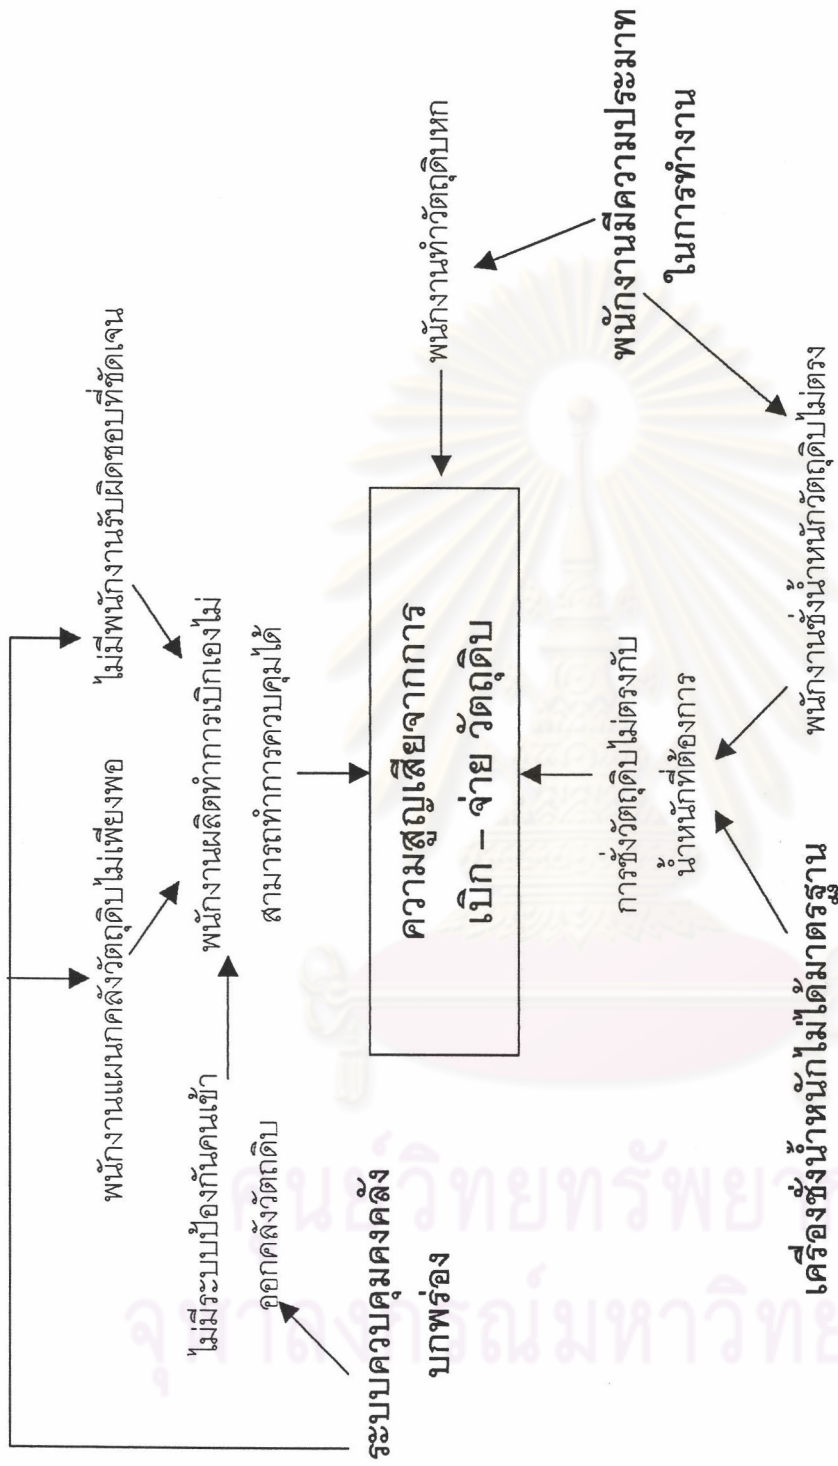 ไม่มีพนักงานรับผิดชอบที่ชัดเจน
พนักงานแผนกคลังวัตถุดิบไม่เพียงพอ
พนักงานผลิตทำการเบิกเองไม่
สามารถทำการควบคุมได้
ไม่มีระบบป้องกันคนเข้า
ออกคลังวัตถุดิบ
ระบบควบคุมคงคลัง
บกพร่อง
ความสูญเสียจากการ
เบิก – จ่าย วัตถุดิบ
พนักงานทำวัตถุดิบหก
พนักงานมีความประมาท
ในการทำงาน
การชั่งวัตถุดิบไม่ตรงกับ
น้ำหนักที่ต้องการ
พนักงานชั่งน้ำหนักวัตถุดิบไม่ตรง
เครื่องชั่งน้ำหนักไม่ได้มาตรฐาน
ศูนย์วิทยทรัพยา
จุฬาลงกรณ์มหาวิทย